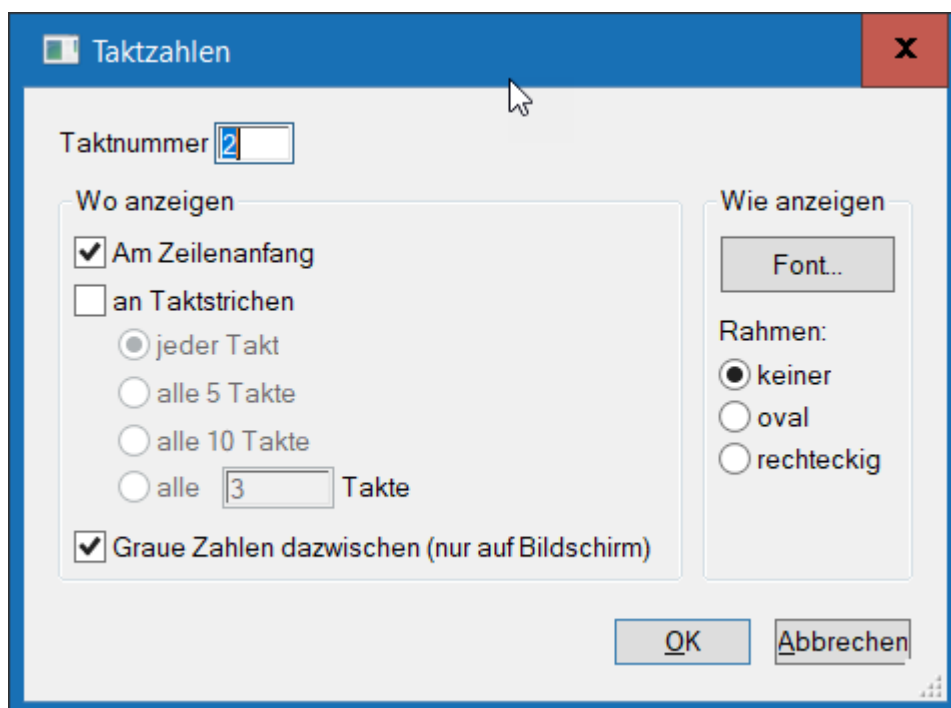 Taktzahlen
Taktnummer 2
Wo anzeigen
Am Zeilenanfang
an Taktstrichen
jeder Takt
alle 5 Takte
alle 10 Takte
alle 3 Takte
Graue Zahlen dazwischen (nur auf Bildschirm)
Wie anzeigen
Font...
Rahmen:
keiner
oval
rechteckig
OK Abbrechen